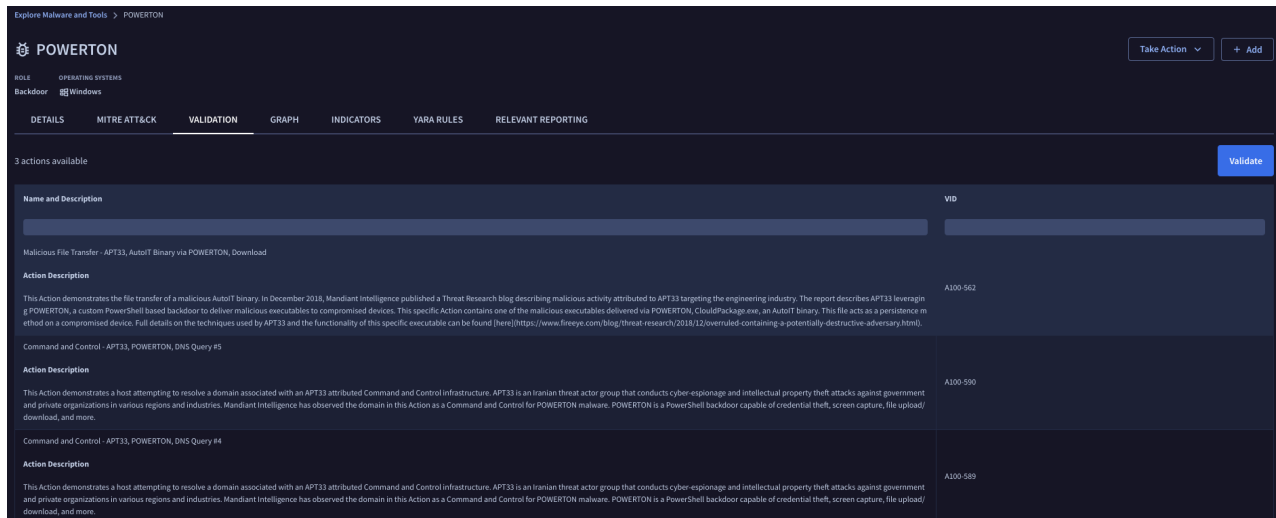 Explore Malware and Tools > POWERTON
POWERTON
Take Action
+ Add
ROLE OPERATING SYSTEMS
Backdoor Windows
DETAILS MITRE ATT&CK VALIDATION GRAPH INDICATORS YARA RULES RELEVANT REPORTING
3 actions available
Validate
Name and Description VID
Malicious File Transfer - APT33, AutoIT Binary via POWERTON, Download
Action Description
This Action demonstrates the file transfer of a malicious AutoIT binary. In December 2018, Mandiant Intelligence published a Threat Research blog describing malicious activity attributed to APT33 targeting the engineering industry. The report describes APT33 leveragin
g POWERTON, a custom PowerShell based backdoor to deliver malicious executables to compromised devices. This specific Action contains one of the malicious executables delivered via POWERTON, ClouldPackage.exe, an AutoIT binary. This file acts as a persistence m
ethod on a compromised device. Full details on the techniques used by APT33 and the functionality of this specific executable can be found [here](https://www.fireeye.com/blog/threat-research/2018/12/overruled-containing-a-potentially-destructive-adversary.html).
A100-562
Command and Control - APT33, POWERTON, DNS Query #5
Action Description
This Action demonstrates a host attempting to resolve a domain associated with an APT33 attributed Command and Control infrastructure. APT33 is an Iranian threat actor group that conducts cyber-espionage and intellectual property theft attacks against government
and private organizations in various regions and industries. Mandiant Intelligence has observed the domain in this Action as a Command and Control for POWERTON malware. POWERTON is a PowerShell backdoor capable of credential theft, screen capture, file upload/
download, and more.
A100-590
Command and Control - APT33, POWERTON, DNS Query #4
Action Description
This Action demonstrates a host attempting to resolve a domain associated with an APT33 attributed Command and Control infrastructure. APT33 is an Iranian threat actor group that conducts cyber-espionage and intellectual property theft attacks against government
and private organizations in various regions and industries. Mandiant Intelligence has observed the domain in this Action as a Command and Control for POWERTON malware. POWERTON is a PowerShell backdoor capable of credential theft, screen capture, file upload/
download, and more.
A100-589